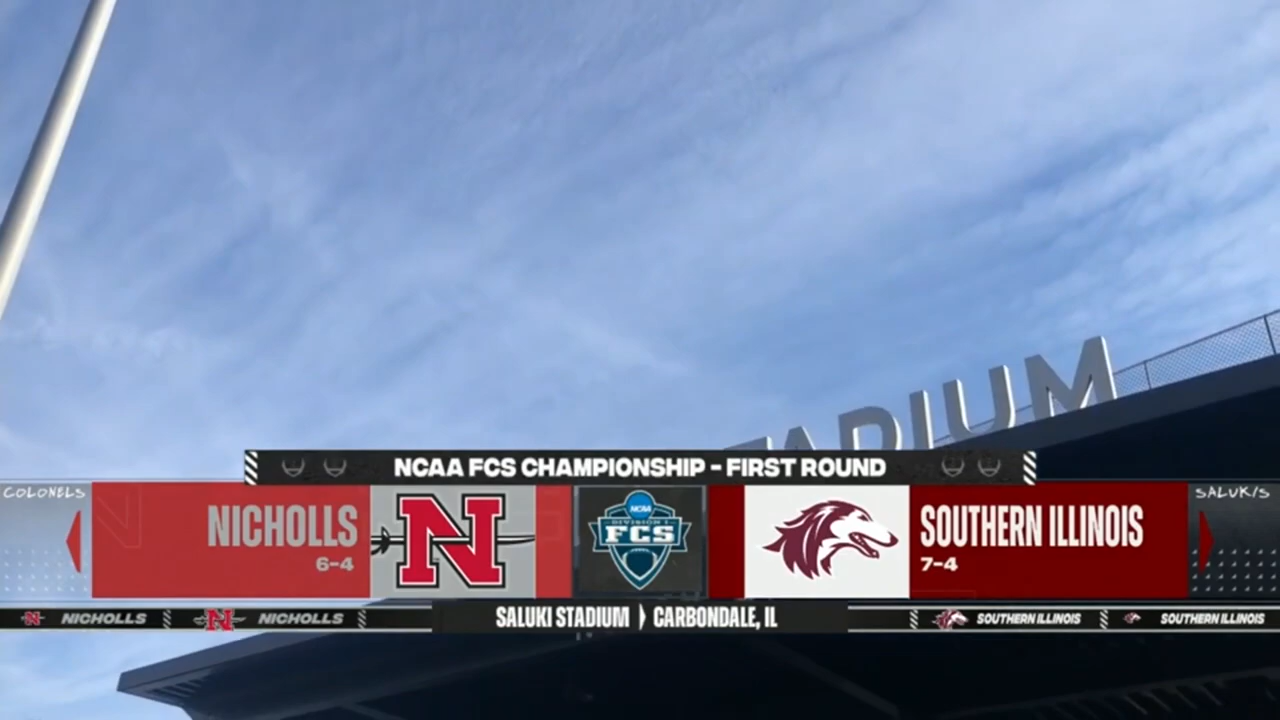 STADIUM
NCAA FCS CHAMPIONSHIP - FIRST ROUND
COLONELS
NICHOLLS
6-4
N
NCAA
DIVISION I
FCS
SOUTHERN ILLINOIS
7-4
SALUKIS
N NICHOLLS N NICHOLLS
SALUKI STADIUM CARBONDALE, IL
SOUTHERN ILLINOIS SOUTHERN ILLINOIS